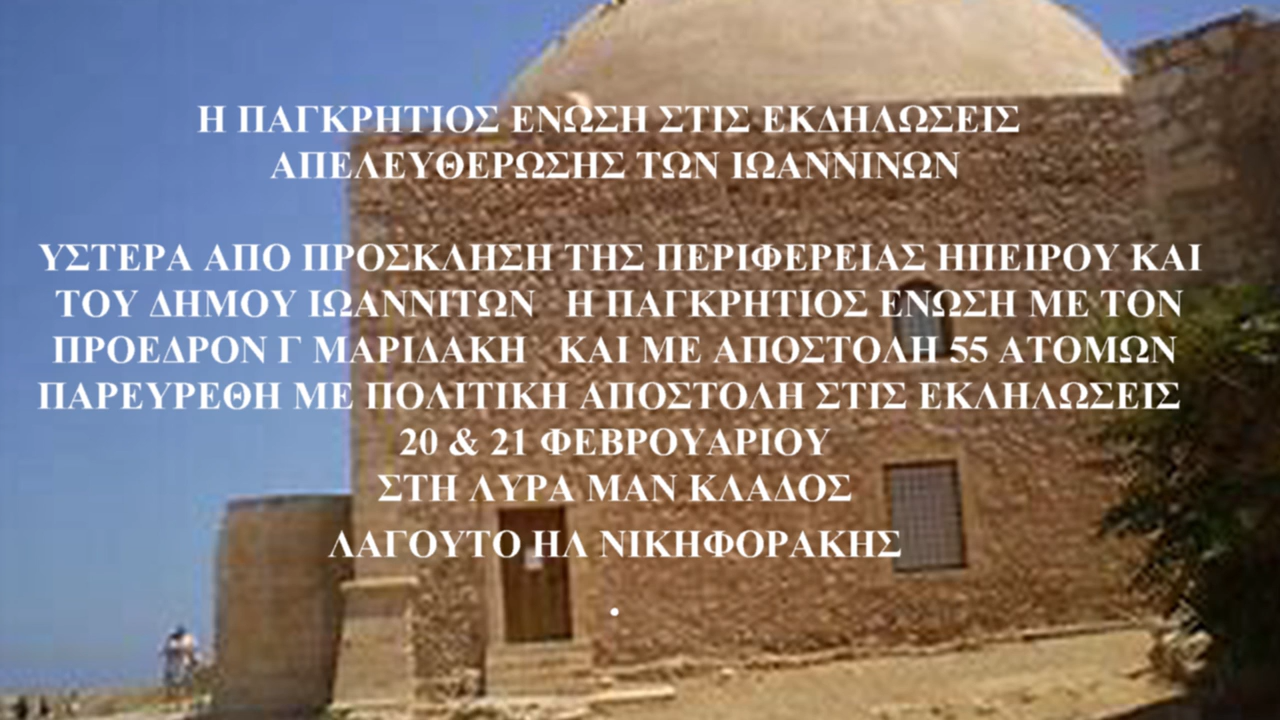 Η ΠΑΓΚΡΗΤΙΟΣ ΕΝΩΣΗ ΣΤΙΣ ΕΚΔΗΛΩΣΕΙΣ
ΑΠΕΛΕΥΘΕΡΩΣΗΣ ΤΩΝ ΙΩΑΝΝΙΝΩΝ
ΥΣΤΕΡΑ ΑΠΟ ΠΡΟΣΚΛΗΣΗ ΤΗΣ ΠΕΡΙΦΕΡΕΙΑΣ ΗΠΕΙΡΟΥ ΚΑΙ
ΤΟΥ ΔΗΜΟΥ ΙΩΑΝΝΙΤΩΝ Η ΠΑΓΚΡΗΤΙΟΣ ΕΝΩΣΗ ΜΕ ΤΟΝ
ΠΡΟΕΔΡΟΝ Γ ΜΑΡΙΔΑΚΗ ΚΑΙ ΜΕ ΑΠΟΣΤΟΛΗ 55 ΑΤΟΜΩΝ
ΠΑΡΕΥΡΕΘΗ ΜΕ ΠΟΛΙΤΙΚΗ ΑΠΟΣΤΟΛΗ ΣΤΙΣ ΕΚΛΗΛΩΣΕΙΣ
20 & 21 ΦΕΒΡΟΥΑΡΙΟΥ
ΣΤΗ ΛΥΡΑ ΜΑΝ ΚΛΑΔΟΣ
ΛΑΓΟΥΤΟ ΗΛ ΝΙΚΗΦΟΡΑΚΗΣ
.